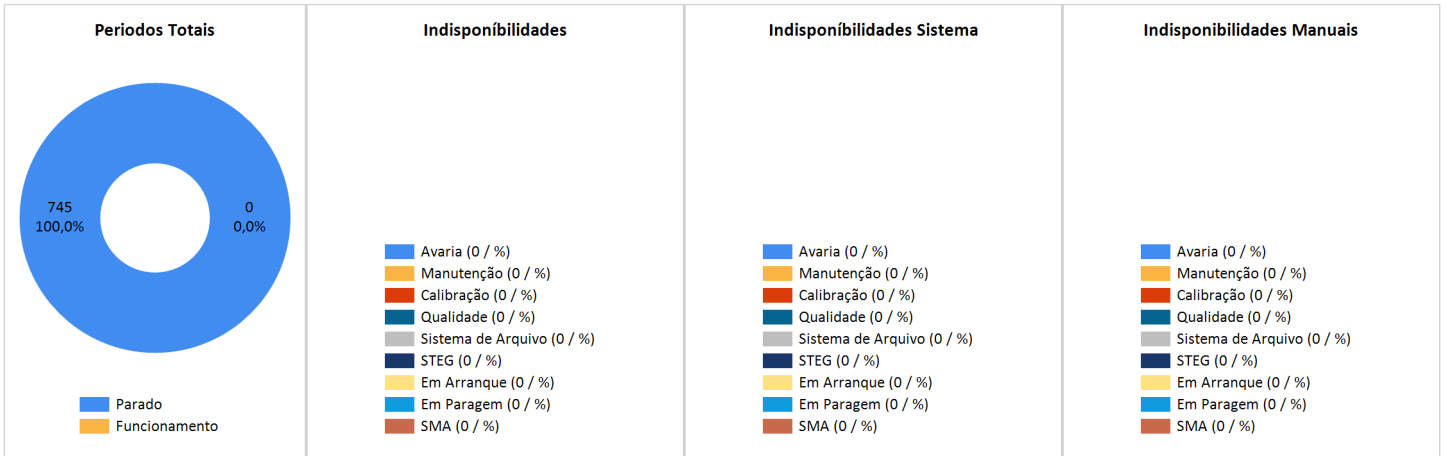 Periodos Totais
745
100,0%
0
0,0%
Parado
Funcionamento
Indisponíbilidades
Avaria (0 / %)
Manutenção (0 / %)
Calibração (0 / %)
Qualidade (0 / %)
Sistema de Arquivo (0 / %)
STEG (0 / %)
Em Arranque (0 / %)
Em Paragem (0 / %)
SMA (0 / %)
Indisponíbilidades Sistema
Avaria (0 / %)
Manutenção (0 / %)
Calibração (0 / %)
Qualidade (0 / %)
Sistema de Arquivo (0 / %)
STEG (0 / %)
Em Arranque (0 / %)
Em Paragem (0 / %)
SMA (0 / %)
Indisponíbilidades Manuais
Avaria (0 / %)
Manutenção (0 / %)
Calibração (0 / %)
Qualidade (0 / %)
Sistema de Arquivo (0 / %)
STEG (0 / %)
Em Arranque (0 / %)
Em Paragem (0 / %)
SMA (0 / %)